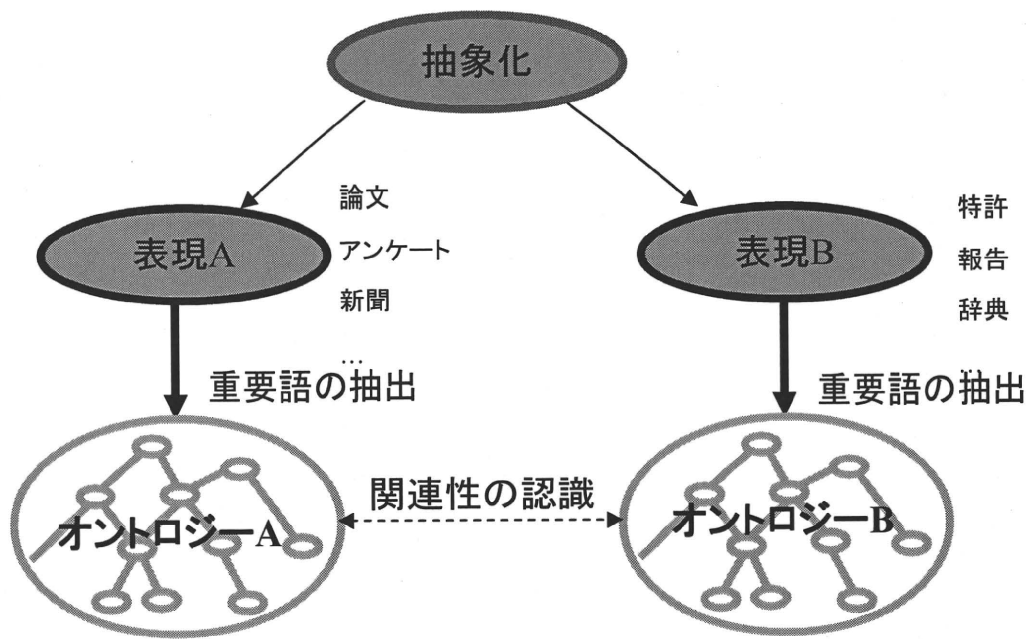 抽象化
表現A
論文
アンケート
新聞
…
表現B
特許
報告
辞典
…
重要語の抽出
重要語の抽出
オントロジーA
関連性の認識
オントロジーB